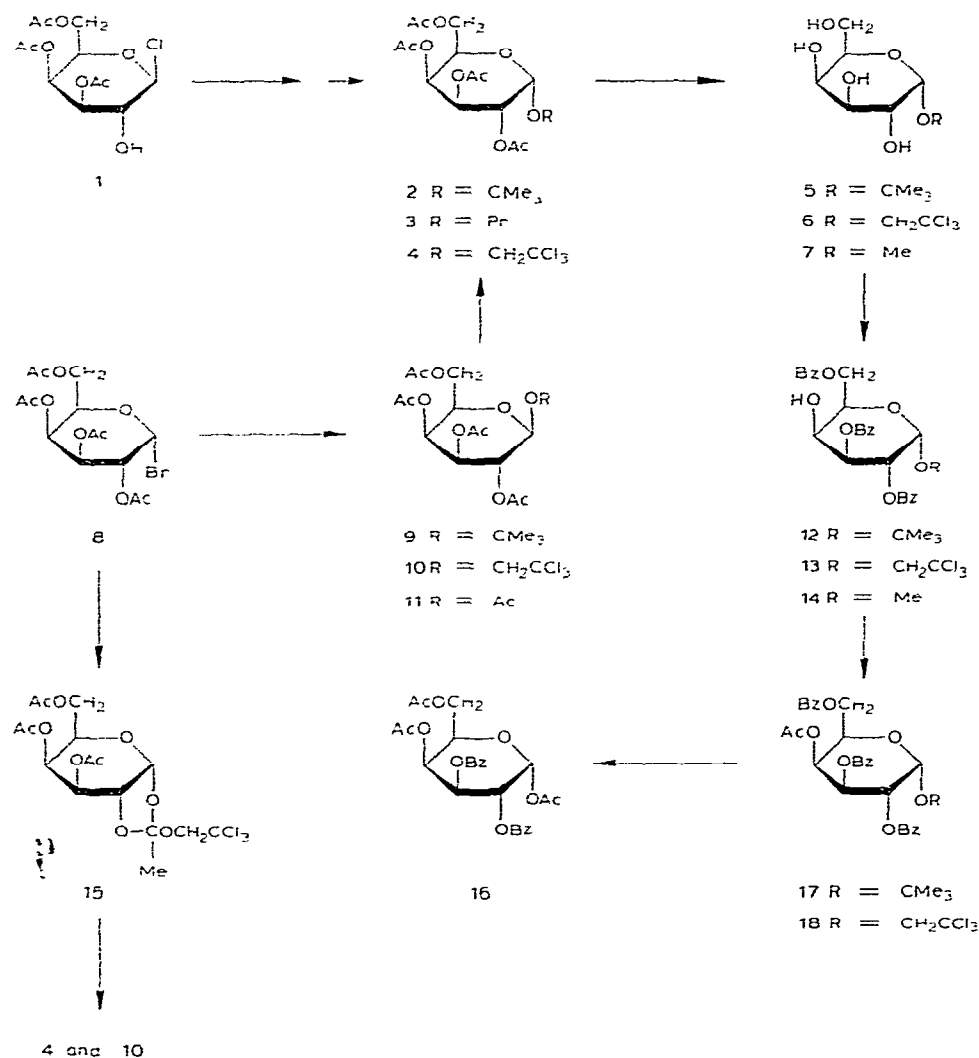 AcOCH₂
O
Cl
AcO
OAc
OH
1
AcOCH₂
O
AcO
OAc
OR
OAc
2 R = CMe₃
3 R = Pr
4 R = CH₂CCl₃
HOCH₂
O
HO
OH
OR
OH
5 R = CMe₃
6 R = CH₂CCl₃
7 R = Me
AcOCH₂
O
AcO
OAc
Br
OAc
8
AcOCH₂
O
OR
AcO
OAc
OAc
9 R = CMe₃
10 R = CH₂CCl₃
11 R = Ac
BzOCH₂
O
HO
OBz
OR
OBz
12 R = CMe₃
13 R = CH₂CCl₃
14 R = Me
AcOCH₂
O
AcO
OAc
O
O
COCH₂CCl₃
Me
15
AcOCH₂
O
AcO
OBz
OAc
OBz
16
BzOCH₂
O
AcO
OBz
OR
OBz
17 R = CMe₃
18 R = CH₂CCl₃
4 and 10